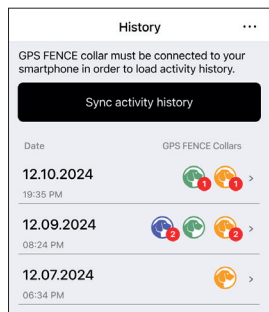 History ...
GPS FENCE collar must be connected to your
smartphone in order to load activity history.
Sync activity history
Date GPS FENCE Collars
12.10.2024 1 1 >
19:35 PM
12.09.2024 2 2 >
08:24 PM
12.07.2024 >
06:34 PM